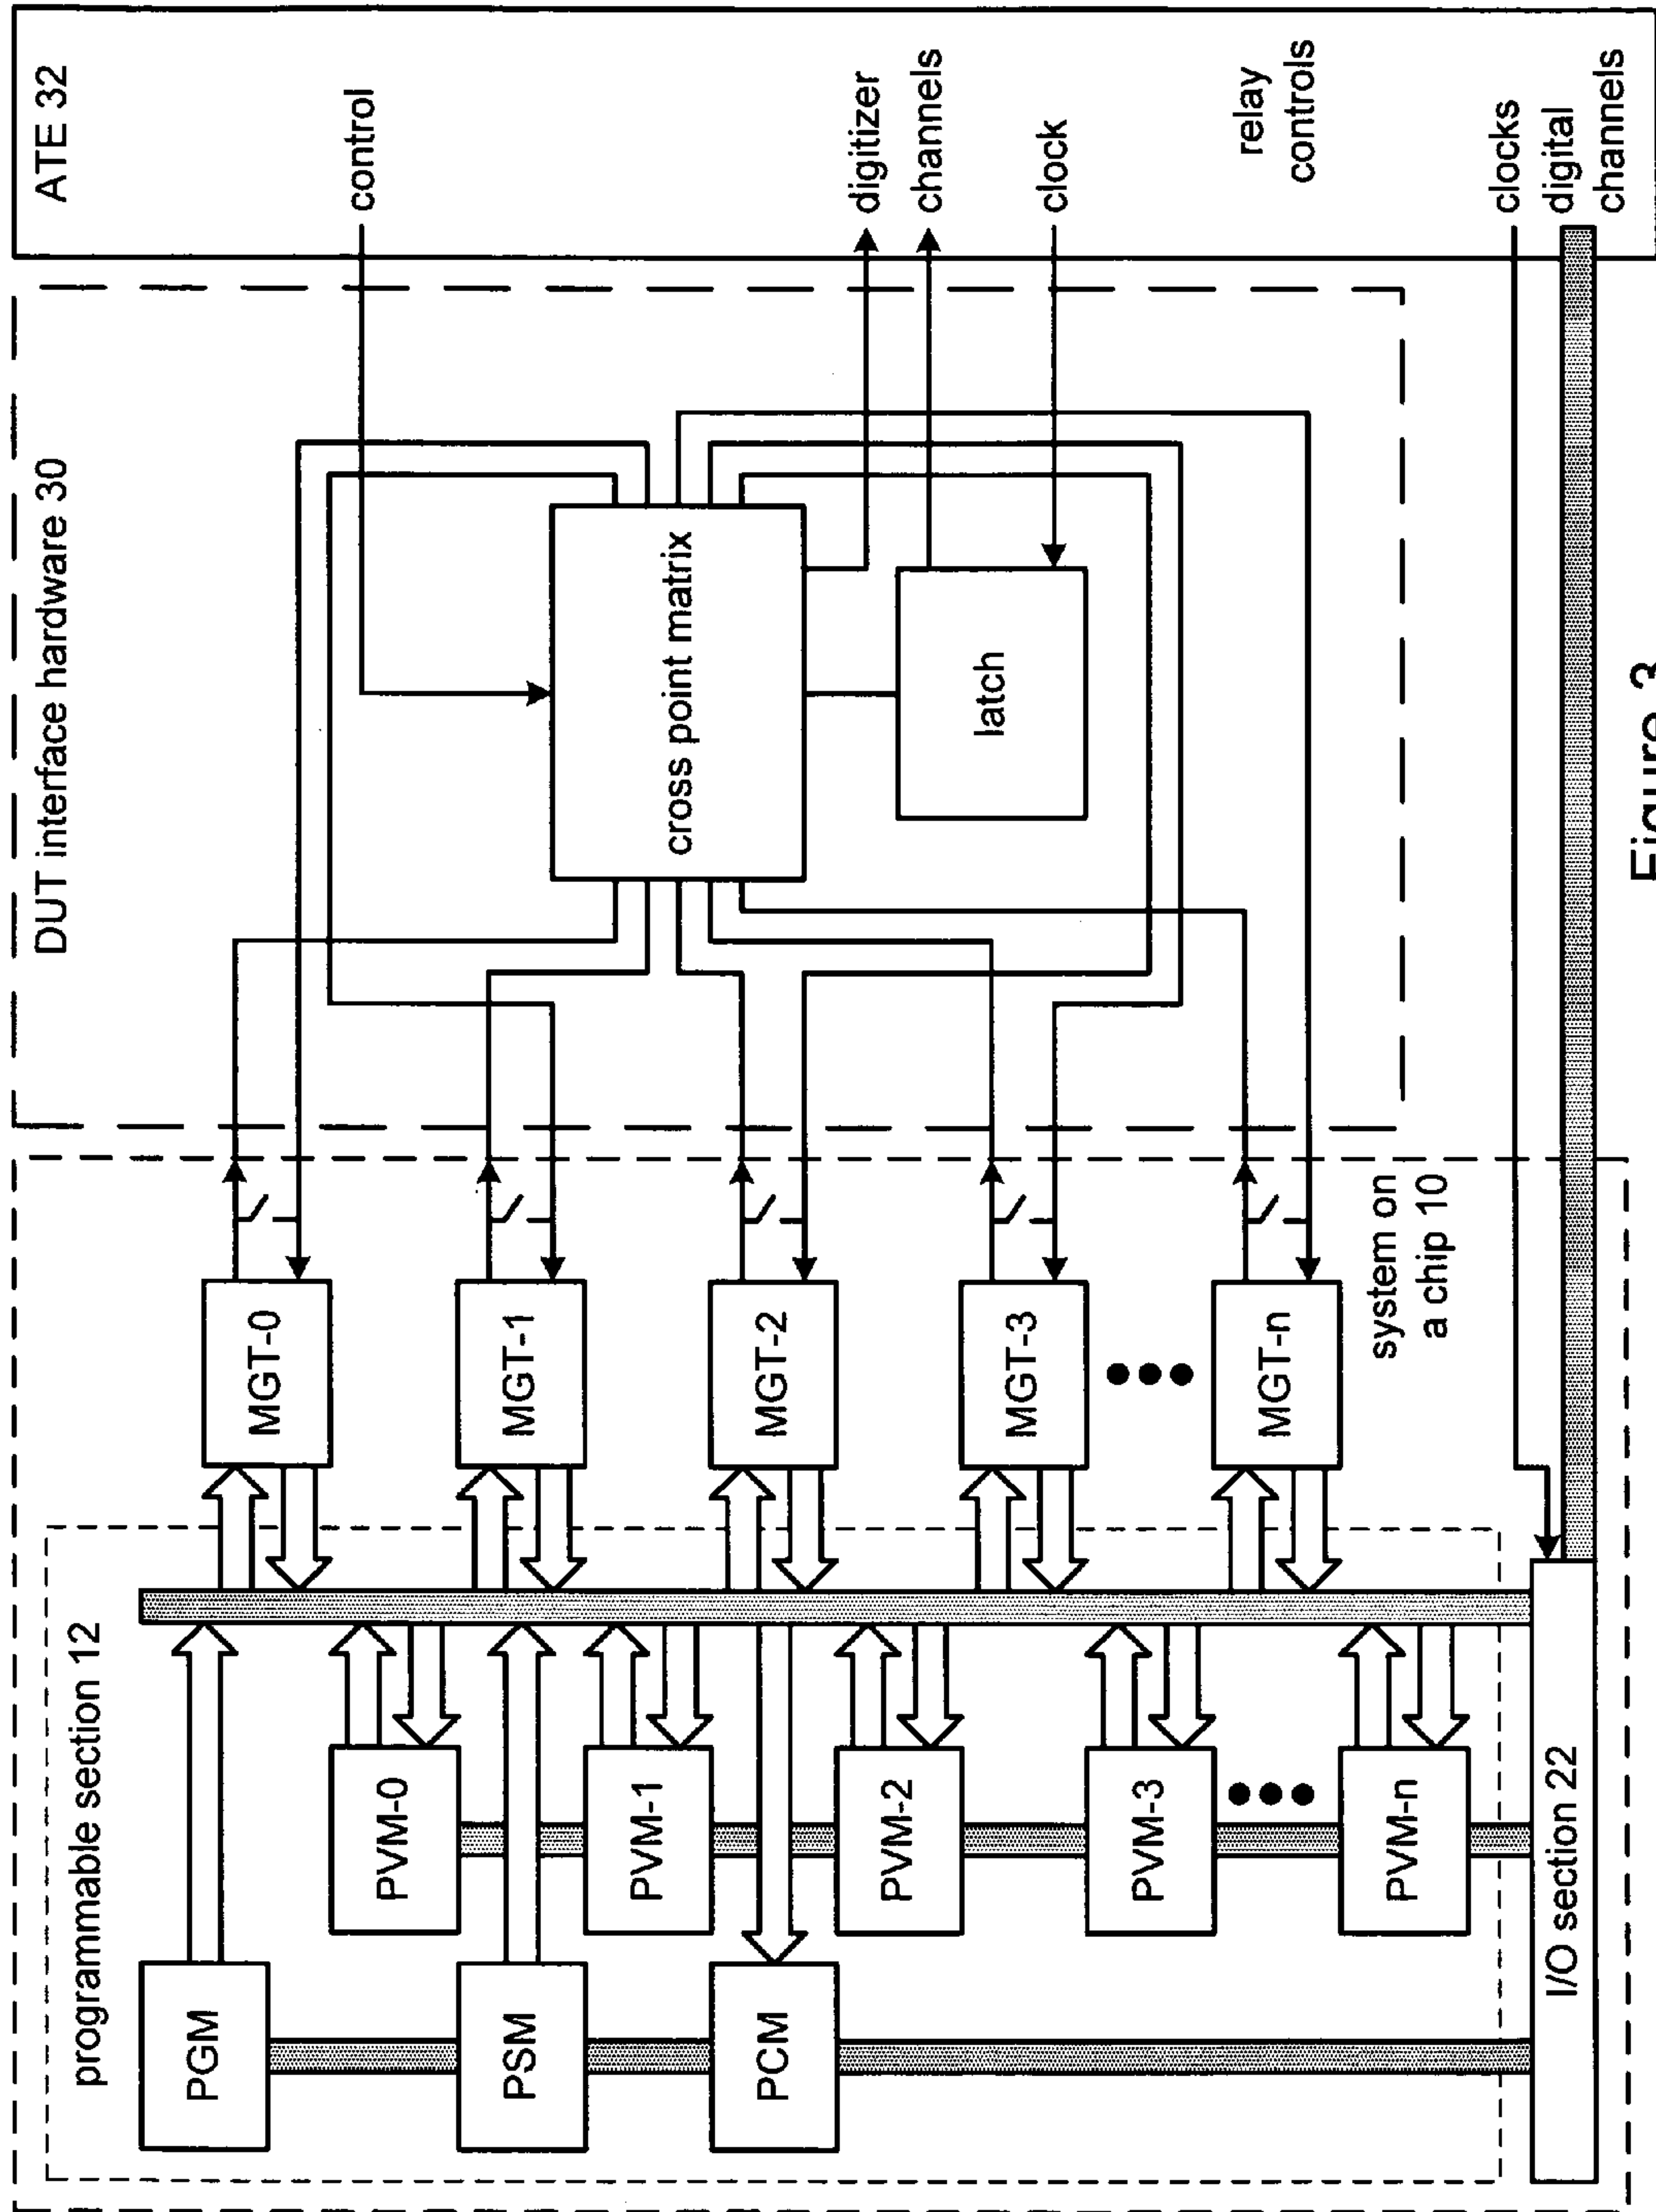 programmable section 12
PGM
PSM
PCM
PVM-0
PVM-1
PVM-2
PVM-3
PVM-n
I/O section 22
MGT-0
MGT-1
MGT-2
MGT-3
MGT-n
system on
a chip 10
DUT interface hardware 30
cross point matrix
latch
ATE 32
control
digitizer
channels
clock
relay
controls
clocks
digital
channels
Figure 3